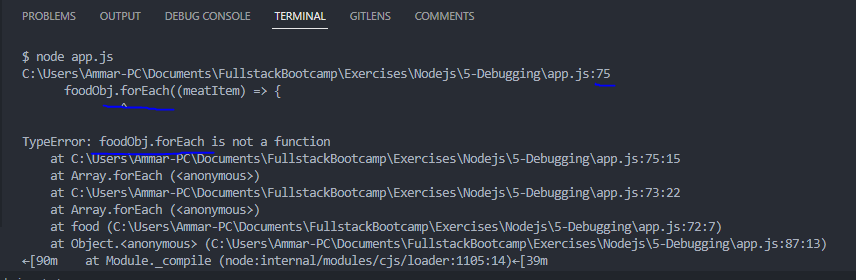 PROBLEMS OUTPUT DEBUG CONSOLE TERMINAL GITLENS COMMENTS
$ node app.js
C:\Users\Ammar-PC\Documents\FullstackBootcamp\Exercises\Nodejs\5-Debugging\app.js:75
foodObj.forEach((meatItem) => {
^
TypeError: foodObj.forEach is not a function
at C:\Users\Ammar-PC\Documents\FullstackBootcamp\Exercises\Nodejs\5-Debugging\app.js:75:15
at Array.forEach (<anonymous>)
at C:\Users\Ammar-PC\Documents\FullstackBootcamp\Exercises\Nodejs\5-Debugging\app.js:73:22
at Array.forEach (<anonymous>)
at food (C:\Users\Ammar-PC\Documents\FullstackBootcamp\Exercises\Nodejs\5-Debugging\app.js:72:7)
at Object.<anonymous> (C:\Users\Ammar-PC\Documents\FullstackBootcamp\Exercises\Nodejs\5-Debugging\app.js:87:13)
←[90m at Module._compile (node:internal/modules/cjs/loader:1105:14)←[39m